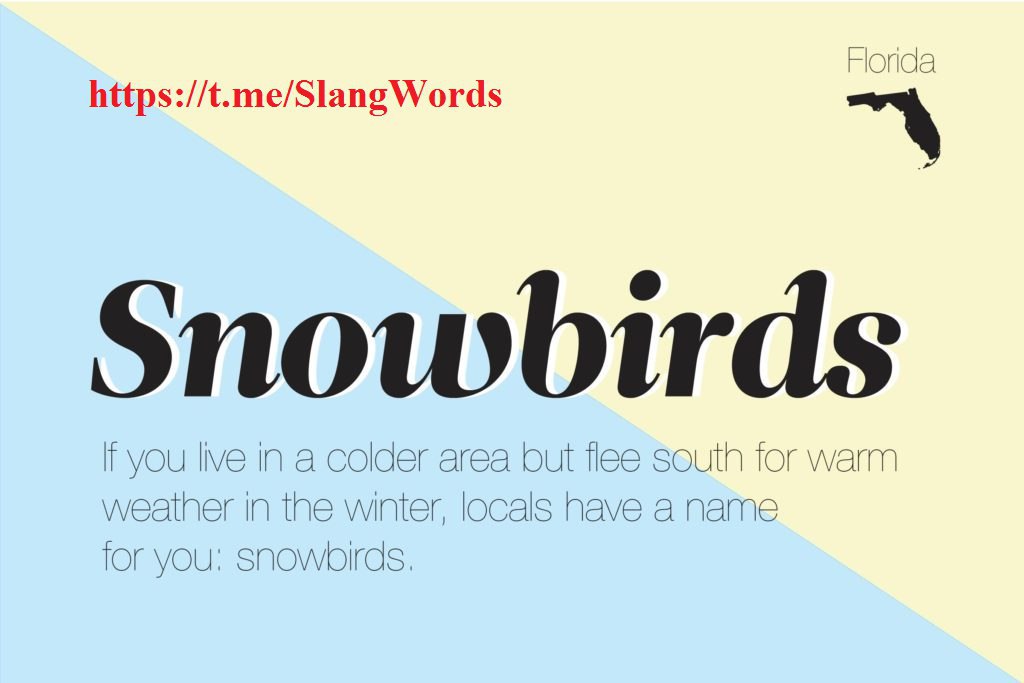 Florida
https://t.me/SlangWords
Snowbirds
If you live in a colder area but flee south for warm
weather in the winter, locals have a name
for you: snowbirds.